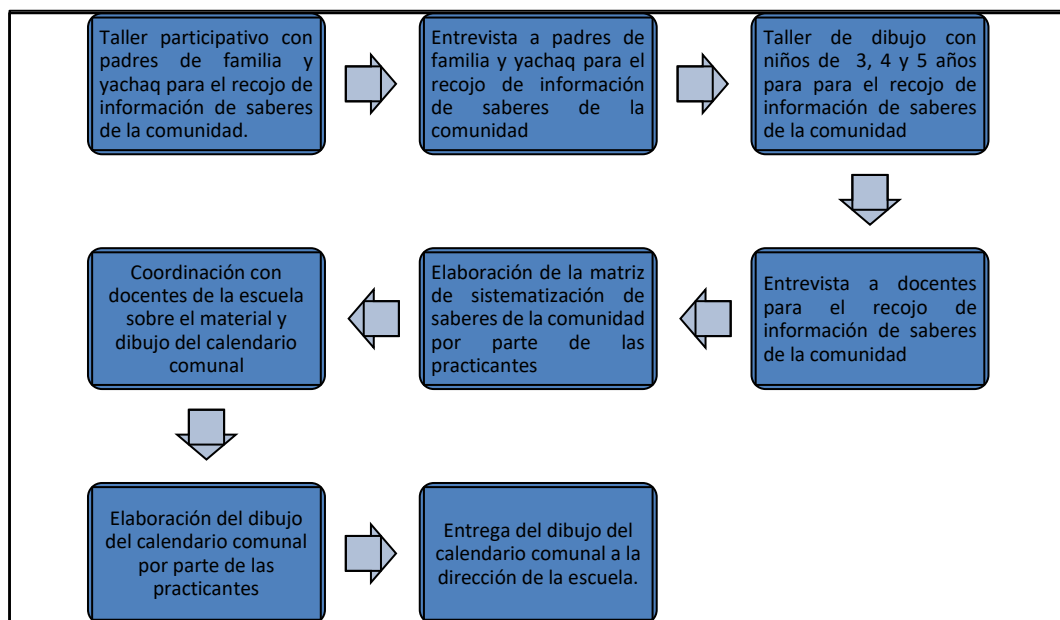 Taller participativo con
padres de familia y
yachaq para el recojo de
información de saberes
de la comunidad.
Entrevista a padres de
familia y yachaq para el
recojo de información
de saberes de la
comunidad
Taller de dibujo con
niños de 3, 4 y 5 años
para para el recojo de
información de saberes
de la comunidad
Entrevista a docentes
para el recojo de
información de saberes
de la comunidad
Elaboración de la matriz
de sistematización de
saberes de la comunidad
por parte de las
practicantes
Coordinación con
docentes de la escuela
sobre el material y
dibujo del calendario
comunal
Elaboración del dibujo
del calendario comunal
por parte de las
practicantes
Entrega del dibujo del
calendario comunal a la
dirección de la escuela.